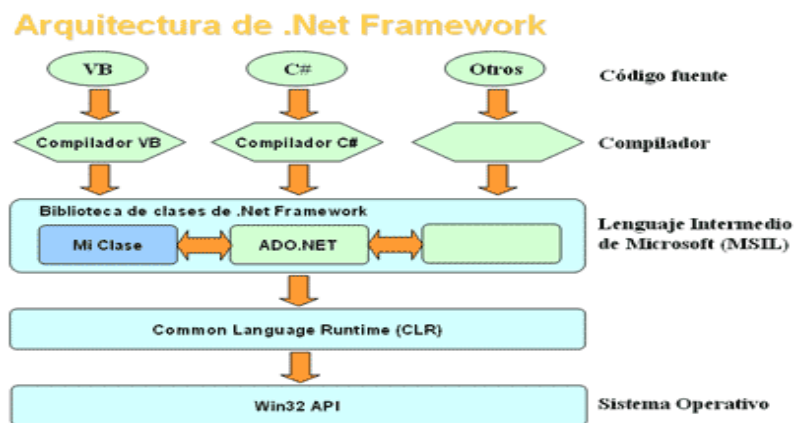 Arquitectura de .Net Framework
VB
C#
Otros
Código fuente
Compilador VB
Compilador C#
Compilador
Biblioteca de clases de .Net Framework
Mi Clase
ADO.NET
Lenguaje Intermedio
de Microsoft (MSIL)
Common Language Runtime (CLR)
Win32 API
Sistema Operativo